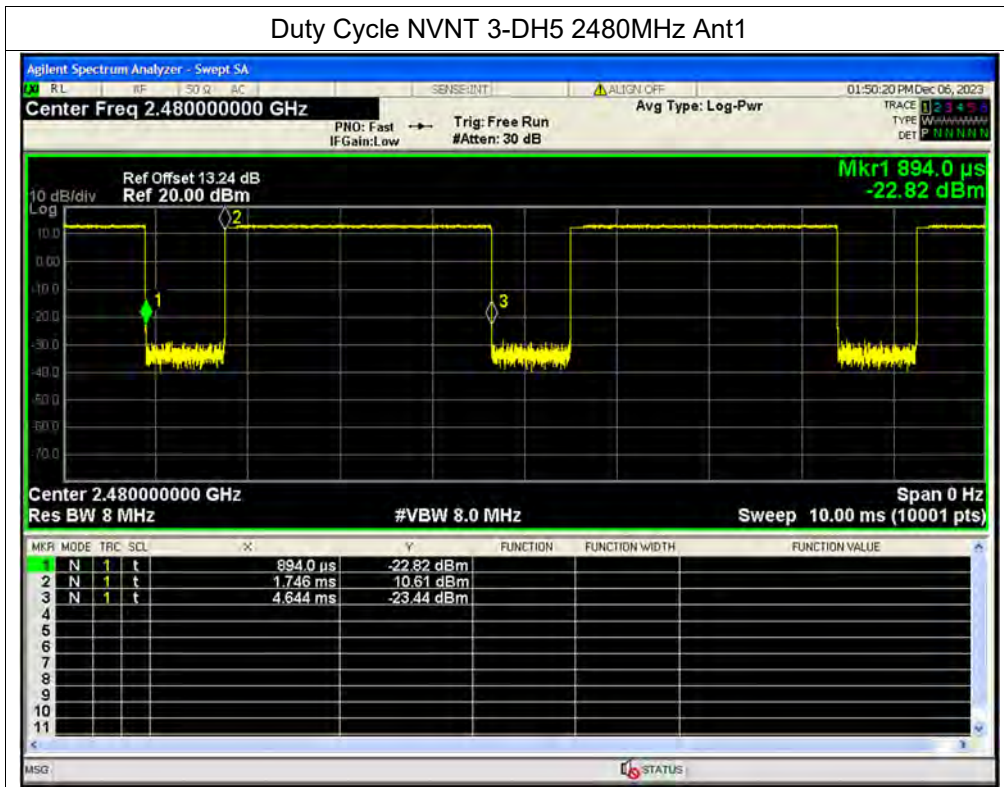 Duty Cycle NVNT 3-DH5 2480MHz Ant1
Agilent Spectrum Analyzer - Swept SA
RL RF 50 Ω AC SENSE:INT ALIGN OFF 01:50:20 PM Dec 06, 2023
Center Freq 2.480000000 GHz Avg Type: Log-Pwr TRACE 1 2 3 4 5 6
PNO: Fast Trig: Free Run TYPE W
IFGain:Low #Atten: 30 dB DET P N N N N N
Mkr1 894.0 µs
-22.82 dBm
Ref Offset 13.24 dB
10 dB/div Ref 20.00 dBm
Log
10.0
0.00
-10.0
-20.0
-30.0
-40.0
-50.0
-60.0
-70.0
1
2
3
Center 2.480000000 GHz Span 0 Hz
Res BW 8 MHz #VBW 8.0 MHz Sweep 10.00 ms (10001 pts)
MKR MODE TRC SCL X Y FUNCTION FUNCTION WIDTH FUNCTION VALUE
1 N 1 t 894.0 µs -22.82 dBm
2 N 1 t 1.746 ms 10.61 dBm
3 N 1 t 4.644 ms -23.44 dBm
4
5
6
7
8
9
10
11
MSG STATUS